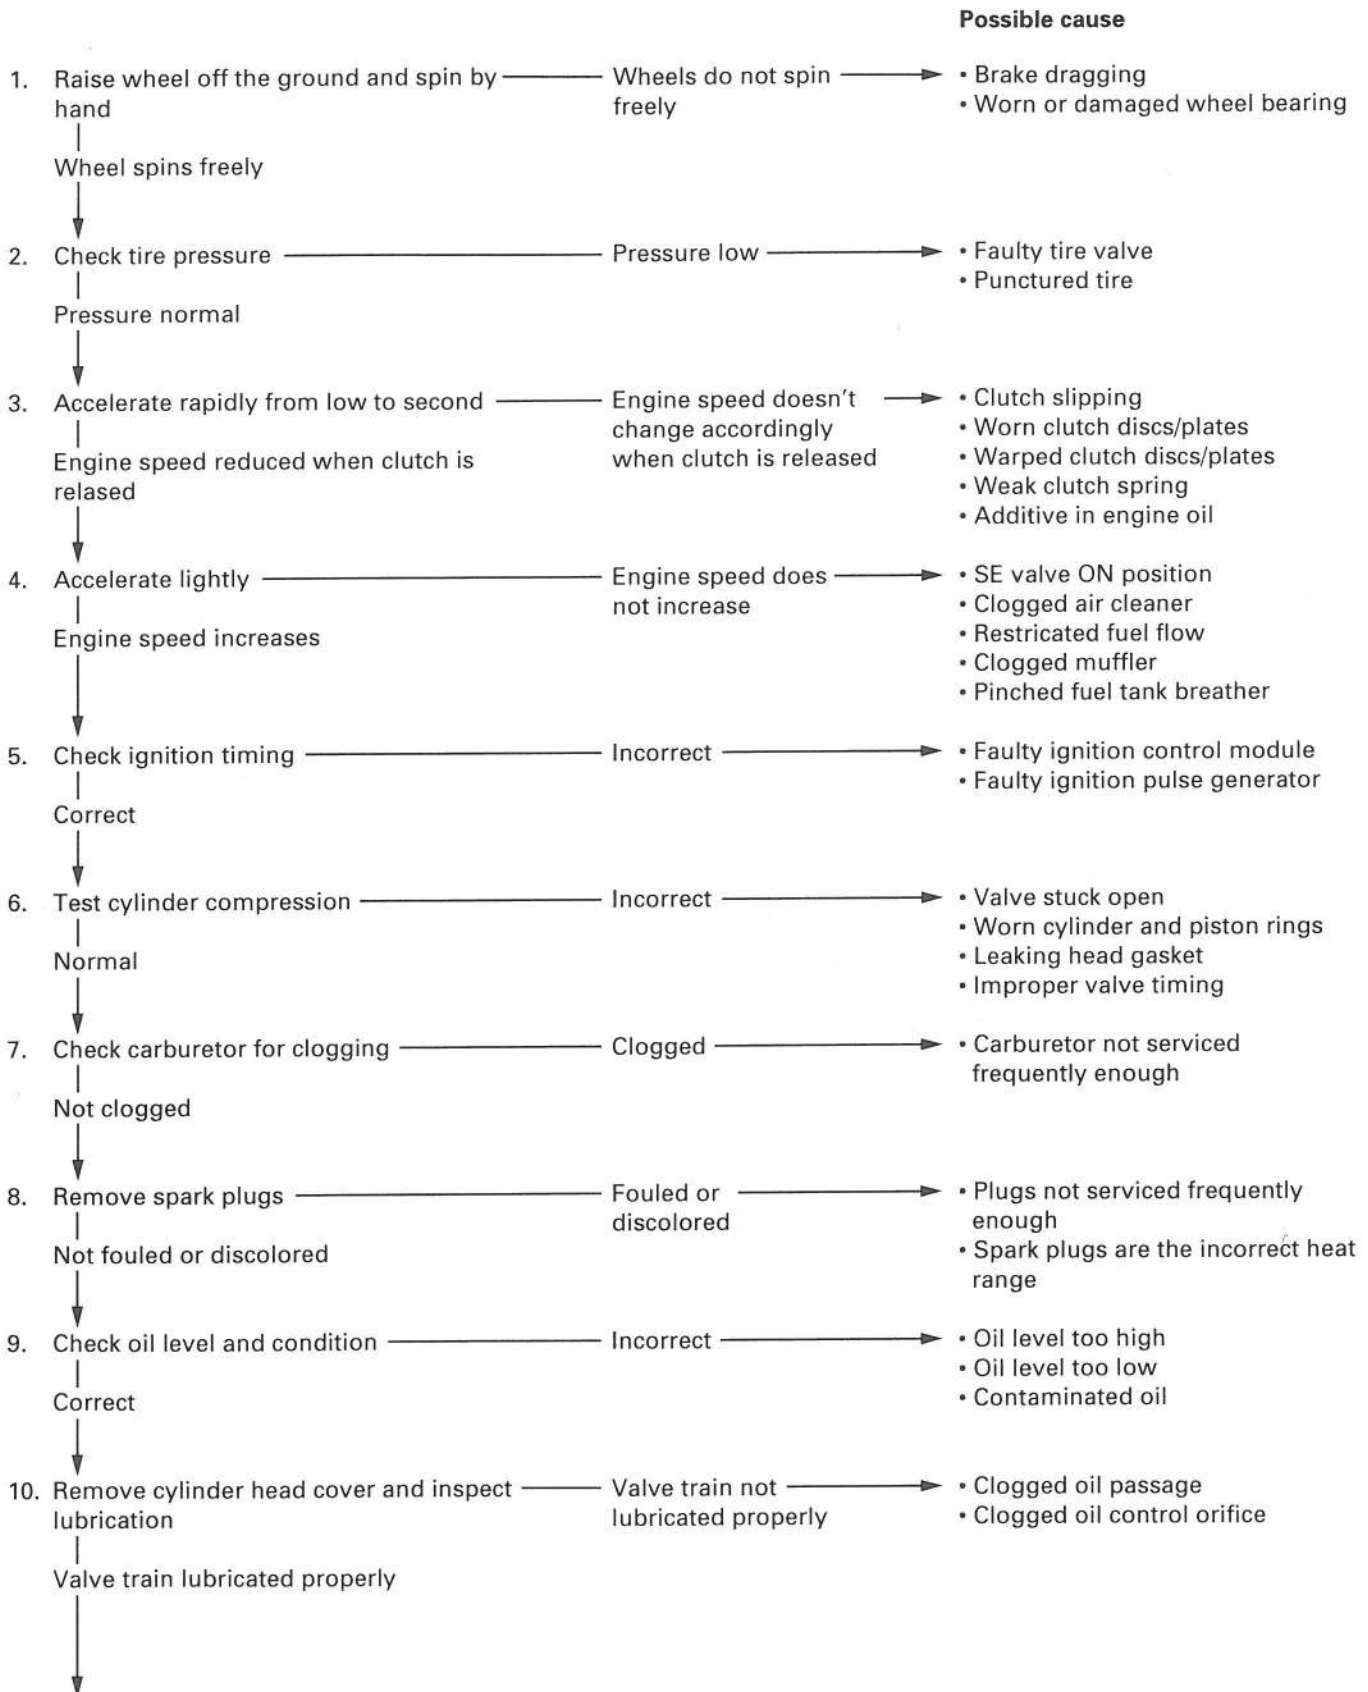 Possible cause
1. Raise wheel off the ground and spin by
hand
Wheels do not spin
freely
• Brake dragging
• Worn or damaged wheel bearing
Wheel spins freely
2. Check tire pressure
Pressure low
• Faulty tire valve
• Punctured tire
Pressure normal
3. Accelerate rapidly from low to second
Engine speed doesn't
change accordingly
when clutch is released
• Clutch slipping
• Worn clutch discs/plates
• Warped clutch discs/plates
• Weak clutch spring
• Additive in engine oil
Engine speed reduced when clutch is
relased
4. Accelerate lightly
Engine speed does
not increase
• SE valve ON position
• Clogged air cleaner
• Restricated fuel flow
• Clogged muffler
• Pinched fuel tank breather
Engine speed increases
5. Check ignition timing
Incorrect
• Faulty ignition control module
• Faulty ignition pulse generator
Correct
6. Test cylinder compression
Incorrect
• Valve stuck open
• Worn cylinder and piston rings
• Leaking head gasket
• Improper valve timing
Normal
7. Check carburetor for clogging
Clogged
• Carburetor not serviced
frequently enough
Not clogged
8. Remove spark plugs
Fouled or
discolored
• Plugs not serviced frequently
enough
• Spark plugs are the incorrect heat
range
Not fouled or discolored
9. Check oil level and condition
Incorrect
• Oil level too high
• Oil level too low
• Contaminated oil
Correct
10. Remove cylinder head cover and inspect
lubrication
Valve train not
lubricated properly
• Clogged oil passage
• Clogged oil control orifice
Valve train lubricated properly